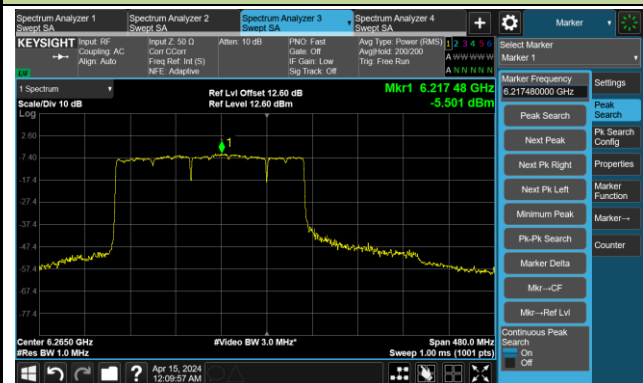 Spectrum Analyzer 1
Swept SA
Spectrum Analyzer 2
Swept SA
Spectrum Analyzer 3
Swept SA
Spectrum Analyzer 4
Swept SA
+
Marker
KEYSIGHT
Input: RF
Coupling: AC
Align: Auto
Input Z: 50 Ω
Corr CCorr
Freq Ref: Int (S)
NFE: Adaptive
Atten: 10 dB
PNO: Fast
Gate: Off
IF Gain: Low
Sig Track: Off
Avg Type: Power (RMS)
Avg|Hold: 200/200
Trig: Free Run
1 2 3 4 5 6
A W W W W W
A N N N N N
LW
Select Marker
Marker 1
Marker Frequency
6.217480000 GHz
Settings
Peak Search
Peak
Search
Next Peak
Pk Search
Config
Next Pk Right
Properties
Next Pk Left
Marker
Function
Minimum Peak
Marker→
Pk-Pk Search
Counter
Marker Delta
Mkr→CF
Mkr→Ref Lvl
Continuous Peak
Search
On
Off
1 Spectrum
Scale/Div 10 dB
Log
Ref Lvl Offset 12.60 dB
Ref Level 12.60 dBm
Mkr1 6.217 48 GHz
-5.501 dBm
1
2.60
-7.40
-17.4
-27.4
-37.4
-47.4
-57.4
-67.4
-77.4
Center 6.2650 GHz
#Res BW 1.0 MHz
#Video BW 3.0 MHz*
Span 480.0 MHz
Sweep 1.00 ms (1001 pts)
?
Apr 15, 2024
12:09:57 AM